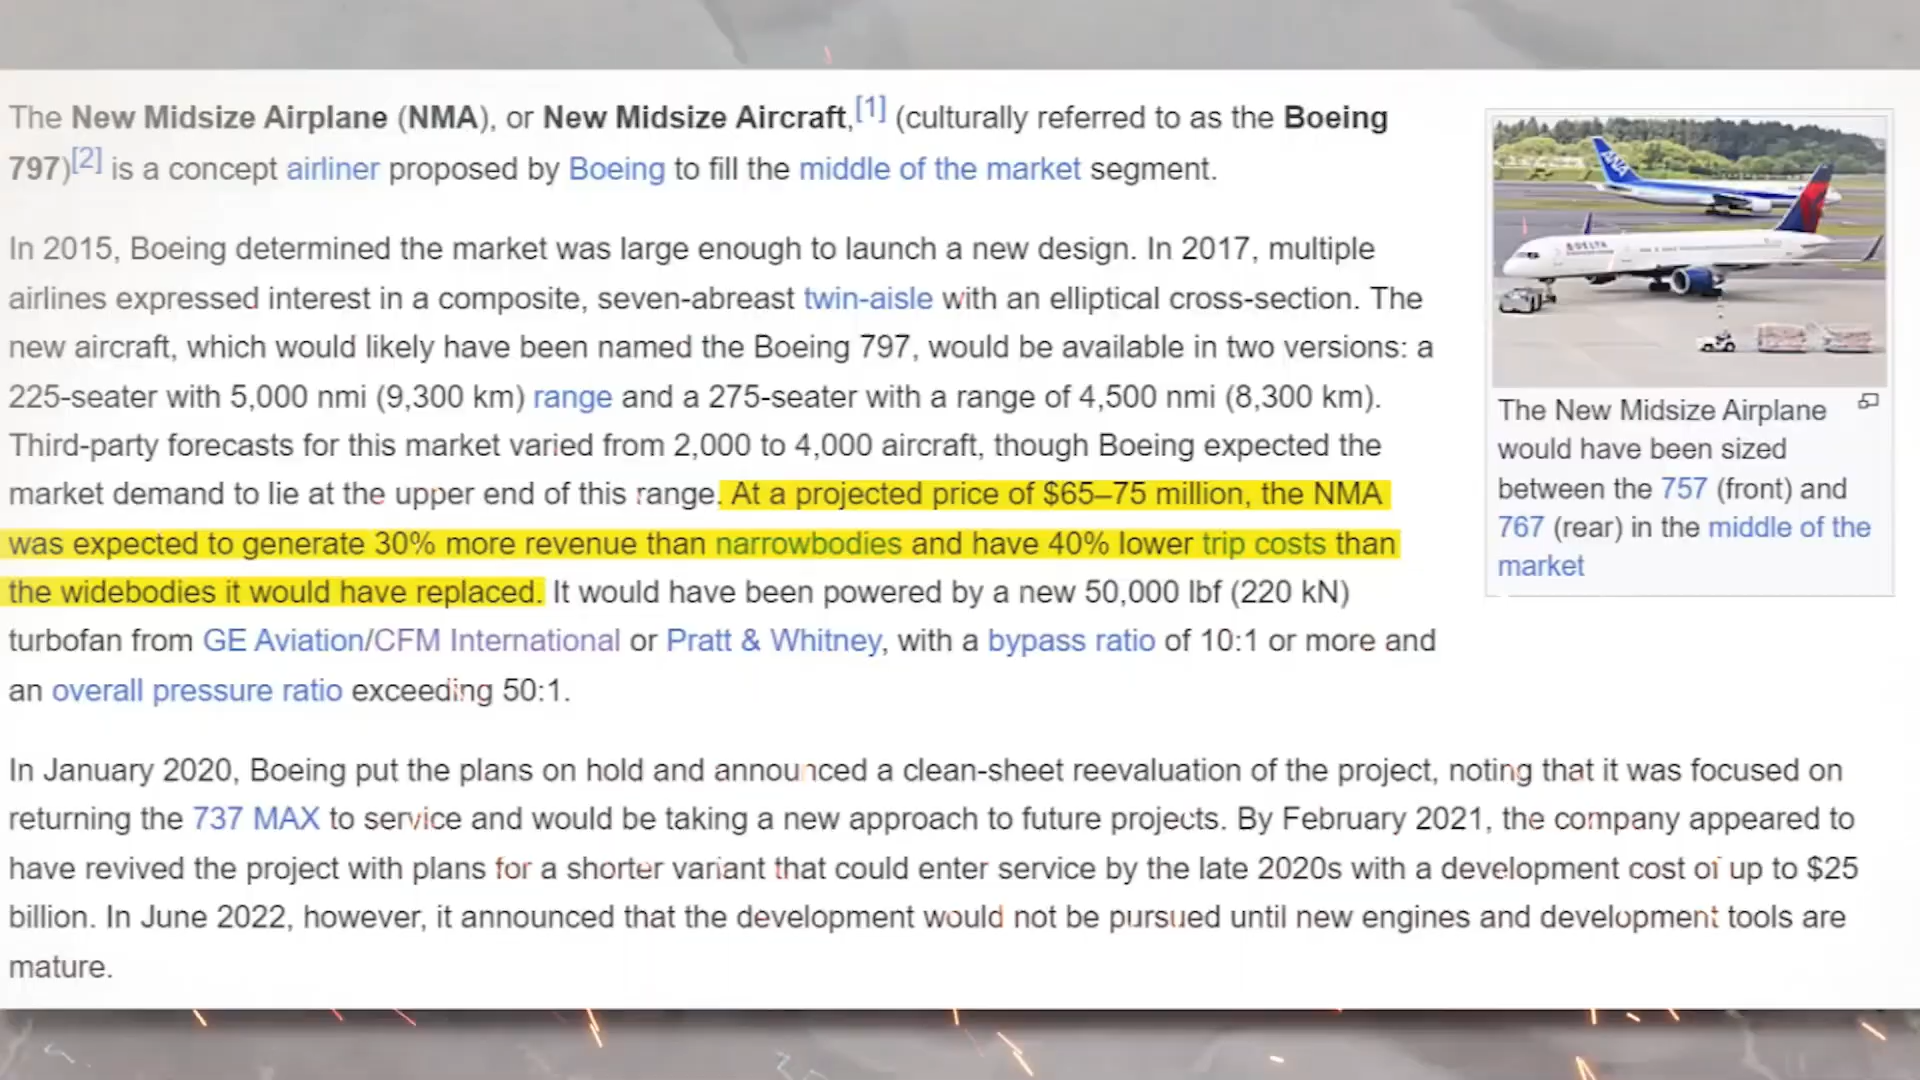 The New Midsize Airplane (NMA), or New Midsize Aircraft,[1] (culturally referred to as the Boeing
797)[2] is a concept airliner proposed by Boeing to fill the middle of the market segment.
In 2015, Boeing determined the market was large enough to launch a new design. In 2017, multiple
airlines expressed interest in a composite, seven-abreast twin-aisle with an elliptical cross-section. The
new aircraft, which would likely have been named the Boeing 797, would be available in two versions: a
225-seater with 5,000 nmi (9,300 km) range and a 275-seater with a range of 4,500 nmi (8,300 km).
Third-party forecasts for this market varied from 2,000 to 4,000 aircraft, though Boeing expected the
market demand to lie at the upper end of this range. At a projected price of $65–75 million, the NMA
was expected to generate 30% more revenue than narrowbodies and have 40% lower trip costs than
the widebodies it would have replaced. It would have been powered by a new 50,000 lbf (220 kN)
turbofan from GE Aviation/CFM International or Pratt & Whitney, with a bypass ratio of 10:1 or more and
an overall pressure ratio exceeding 50:1.
In January 2020, Boeing put the plans on hold and announced a clean-sheet reevaluation of the project, noting that it was focused on
returning the 737 MAX to service and would be taking a new approach to future projects. By February 2021, the company appeared to
have revived the project with plans for a shorter variant that could enter service by the late 2020s with a development cost of up to $25
billion. In June 2022, however, it announced that the development would not be pursued until new engines and development tools are
mature.
ANA
DELTA
The New Midsize Airplane
would have been sized
between the 757 (front) and
767 (rear) in the middle of the
market